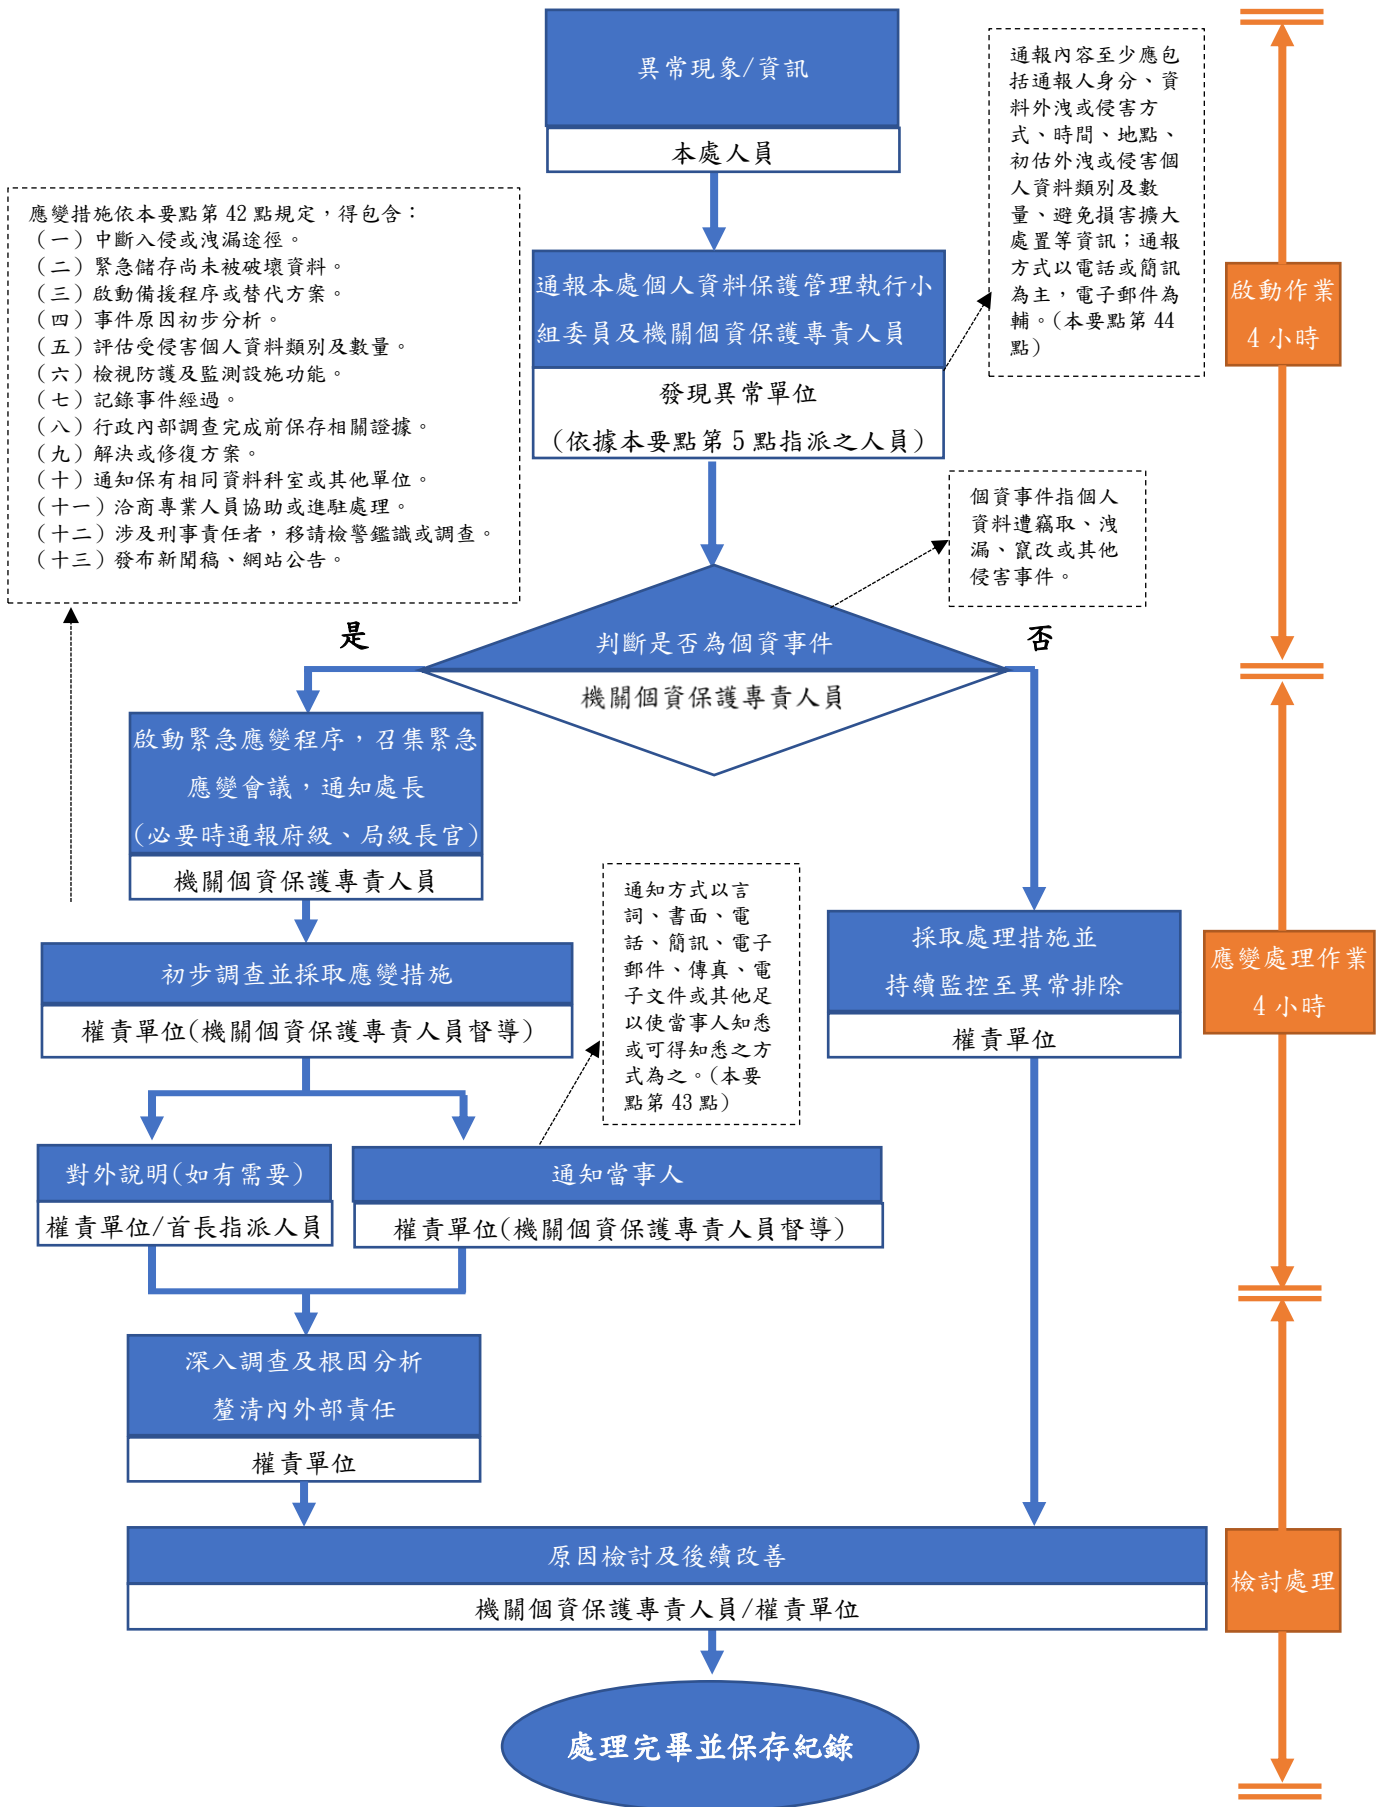 異常現象/資訊
本處人員
通報內容至少應包
括通報人身分、資
料外洩或侵害方
式、時間、地點、
初估外洩或侵害個
人資料類別及數
量、避免損害擴大
處置等資訊；通報
方式以電話或簡訊
為主，電子郵件為
輔。(本要點第 44
點)
啟動作業
4 小時
應變措施依本要點第 42 點規定，得包含：
（一）中斷入侵或洩漏途徑。
（二）緊急儲存尚未被破壞資料。
（三）啟動備援程序或替代方案。
（四）事件原因初步分析。
（五）評估受侵害個人資料類別及數量。
（六）檢視防護及監測設施功能。
（七）記錄事件經過。
（八）行政內部調查完成前保存相關證據。
（九）解決或修復方案。
（十）通知保有相同資料科室或其他單位。
（十一）洽商專業人員協助或進駐處理。
（十二）涉及刑事責任者，移請檢警鑑識或調查。
（十三）發布新聞稿、網站公告。
通報本處個人資料保護管理執行小
組委員及機關個資保護專責人員
發現異常單位
(依據本要點第 5 點指派之人員)
個資事件指個人
資料遭竊取、洩
漏、竄改或其他
侵害事件。
是
判斷是否為個資事件
機關個資保護專責人員
否
啟動緊急應變程序，召集緊急
應變會議，通知處長
(必要時通報府級、局級長官)
機關個資保護專責人員
初步調查並採取應變措施
權責單位(機關個資保護專責人員督導)
通知方式以言
詞、書面、電
話、簡訊、電子
郵件、傳真、電
子文件或其他足
以使當事人知悉
或可得知悉之方
式為之。(本要
點第 43 點)
採取處理措施並
持續監控至異常排除
權責單位
應變處理作業
4 小時
對外說明(如有需要)
權責單位/首長指派人員
通知當事人
權責單位(機關個資保護專責人員督導)
深入調查及根因分析
釐清內外部責任
權責單位
原因檢討及後續改善
機關個資保護專責人員/權責單位
檢討處理
處理完畢並保存紀錄